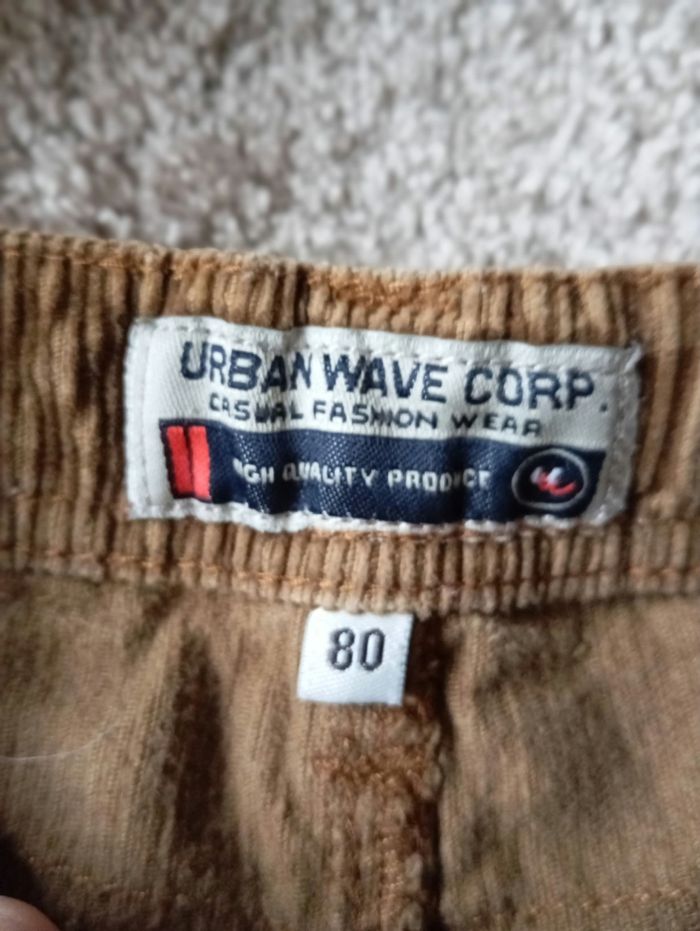 URBAN WAVE CORP.
CASUAL FASHION WEAR
HIGH QUALITY PRODUCE
80